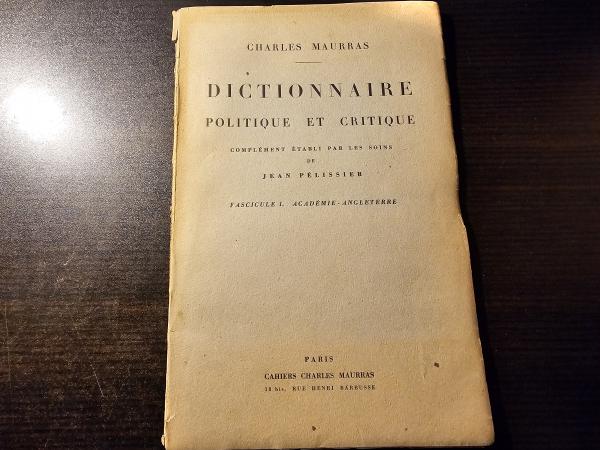 CHARLES MAURRAS
DICTIONNAIRE
POLITIQUE ET CRITIQUE
COMPLÉMENT ÉTABLI PAR LES SOINS
DE
JEAN PÉLISSIER
FASCICULE I. ACADÉMIE-ANGLETERRE
PARIS
CAHIERS CHARLES MAURRAS
18 bis, RUE HENRI BARBUSSE